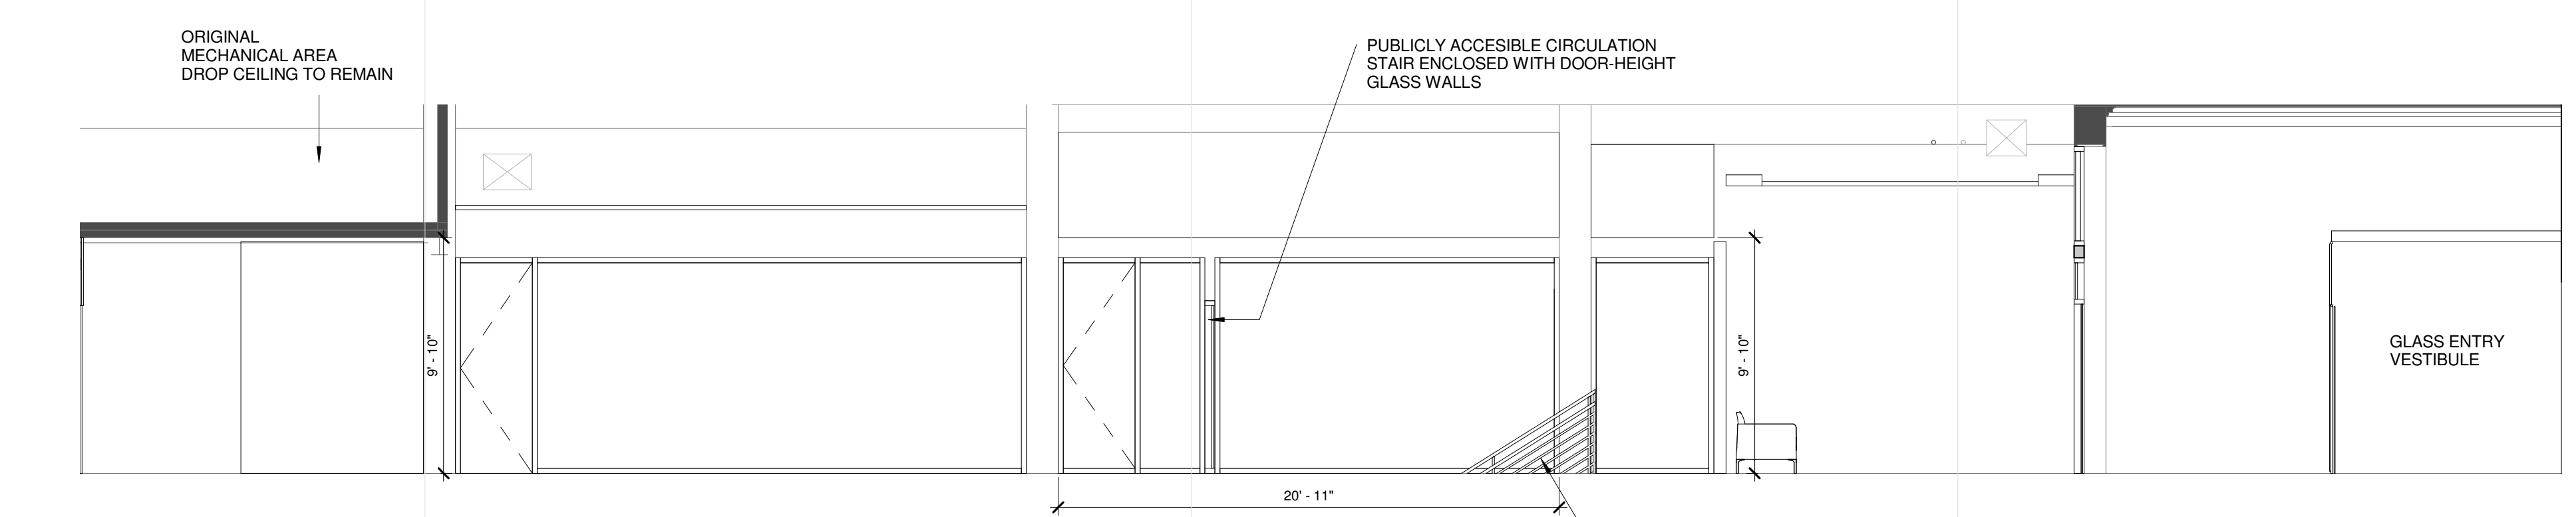 ORIGINAL
MECHANICAL AREA
DROP CEILING TO REMAIN
PUBLICLY ACCESIBLE CIRCULATION
STAIR ENCLOSED WITH DOOR-HEIGHT
GLASS WALLS
9' - 10"
9' - 10"
GLASS ENTRY
VESTIBULE
20' - 11"